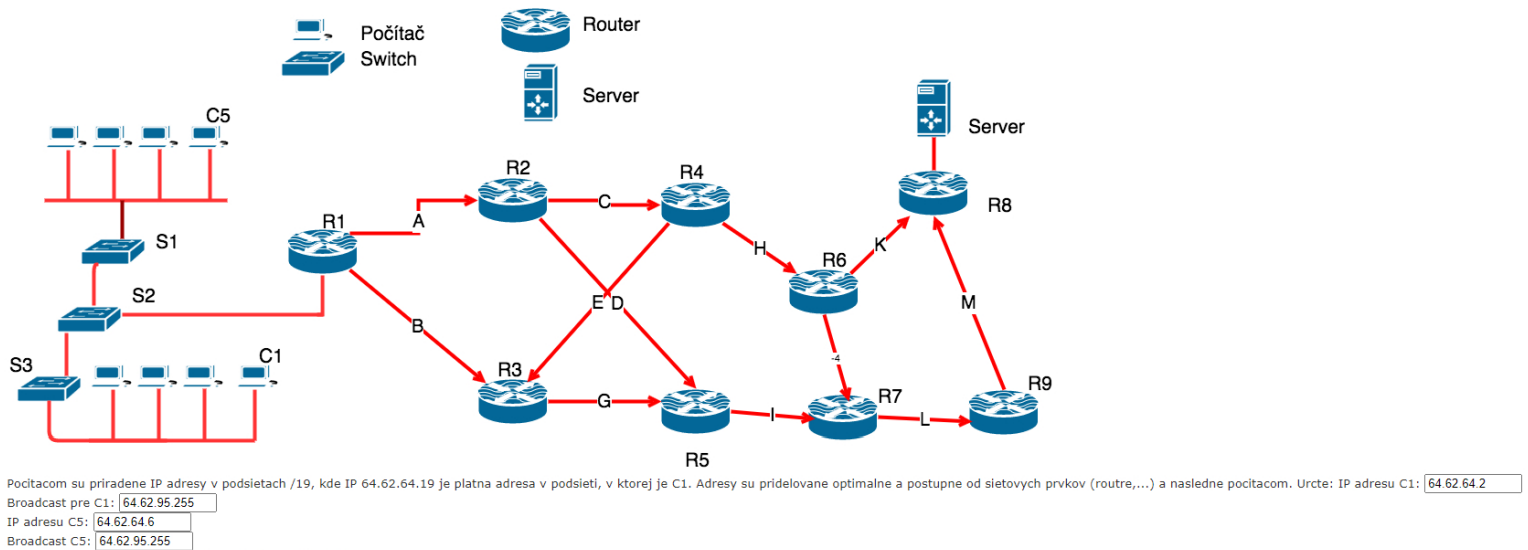 Počítač
Switch
Router
Server
C5
Server
R2
R4
R8
R1
A
C
S1
H
K
R6
S2
E
D
M
B
-4
S3
C1
R3
R7
R9
G
I
L
R5
Pocitacom su priradene IP adresy v podsietach /19, kde IP 64.62.64.19 je platna adresa v podsieti, v ktorej je C1. Adresy su pridelovane optimalne a postupne od sietovych prvkov (routre,...) a nasledne pocitacom. Urcte: IP adresu C1: 64.62.64.2
Broadcast pre C1: 64.62.95.255
IP adresu C5: 64.62.64.6
Broadcast C5: 64.62.95.255